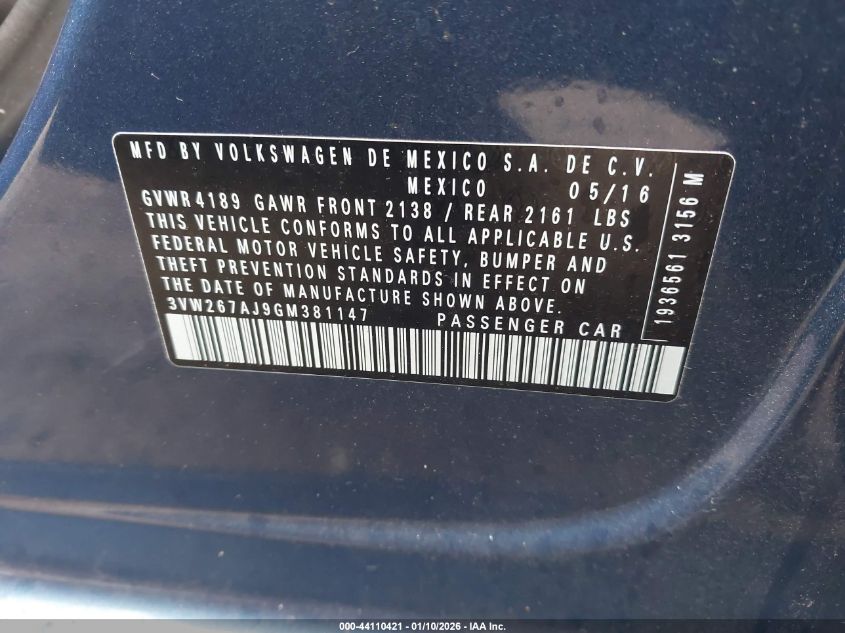 MFD BY VOLKSWAGEN DE MEXICO S.A. DE C.V.
MEXICO 05/16
GVWR 4189 GAWR FRONT 2138 / REAR 2161 LBS
THIS VEHICLE CONFORMS TO ALL APPLICABLE U.S.
FEDERAL MOTOR VEHICLE SAFETY, BUMPER AND
THEFT PREVENTION STANDARDS IN EFFECT ON
THE DATE OF MANUFACTURE SHOWN ABOVE.
3VW267AJ9GM381147 PASSENGER CAR
1936561 3156 M
000-44110421 - 01/10/2026 - IAA Inc.